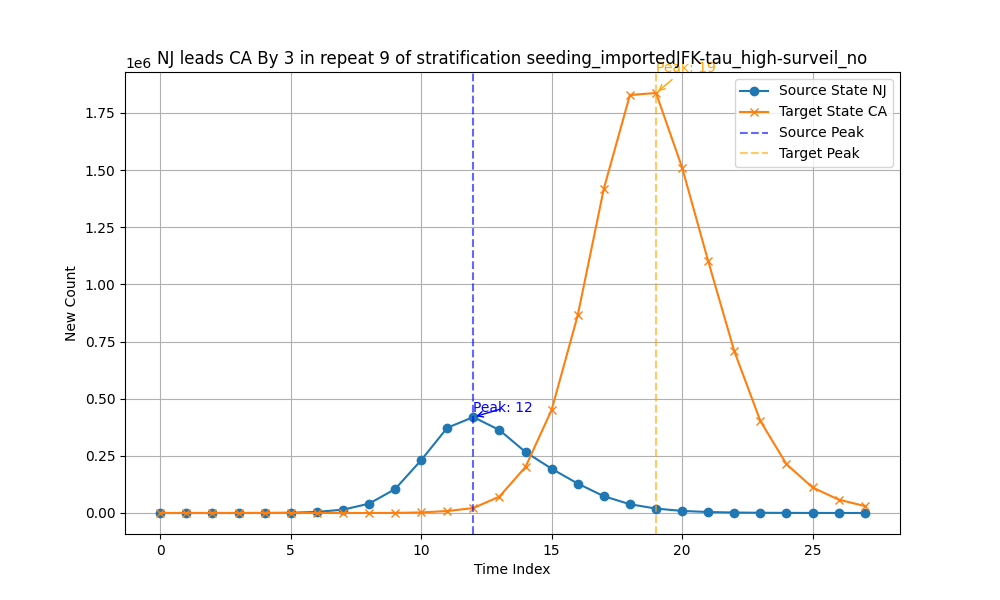 NJ leads CA By 3 in repeat 9 of stratification seeding_importedJFK-tau_high-surveil_no
1e6
Peak: 19
Source State NJ
Target State CA
Source Peak
Target Peak
1.75
1.50
1.25
1.00
0.75
0.50
0.25
0.00
New Count
Peak: 12
0
5
10
15
20
25
Time Index